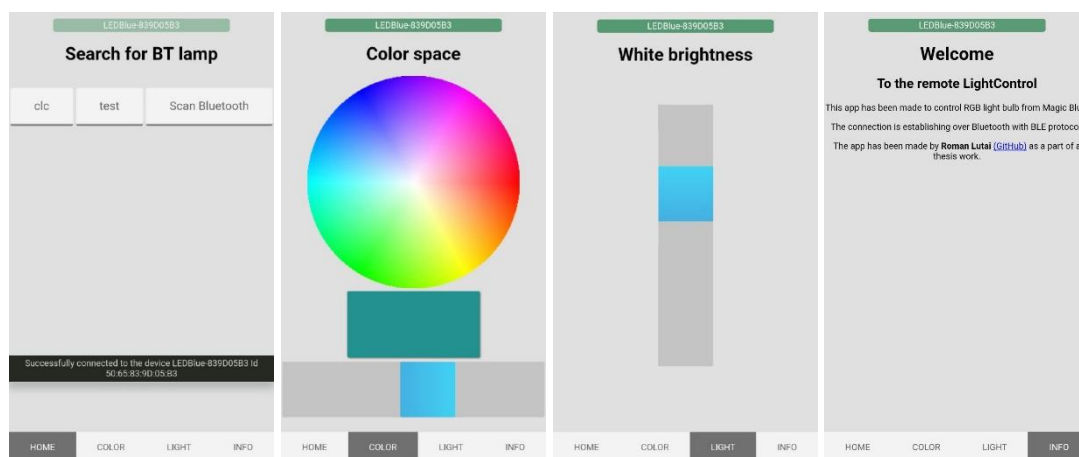 LEDBlue-839D05B3
Search for BT lamp
clc test Scan Bluetooth
Successfully connected to the device LEDBlue-839D05B3 Id
50:65:83:9D:05:B3
HOME COLOR LIGHT INFO
LEDBlue-839D05B3
Color space
HOME COLOR LIGHT INFO
LEDBlue-839D05B3
White brightness
HOME COLOR LIGHT INFO
LEDBlue-839D05B3
Welcome
To the remote LightControl
This app has been made to control RGB light bulb from Magic Blu
The connection is establishing over Bluetooth with BLE protoco
The app has been made by Roman Lutai (GitHub) as a part of a
thesis work.
HOME COLOR LIGHT INFO